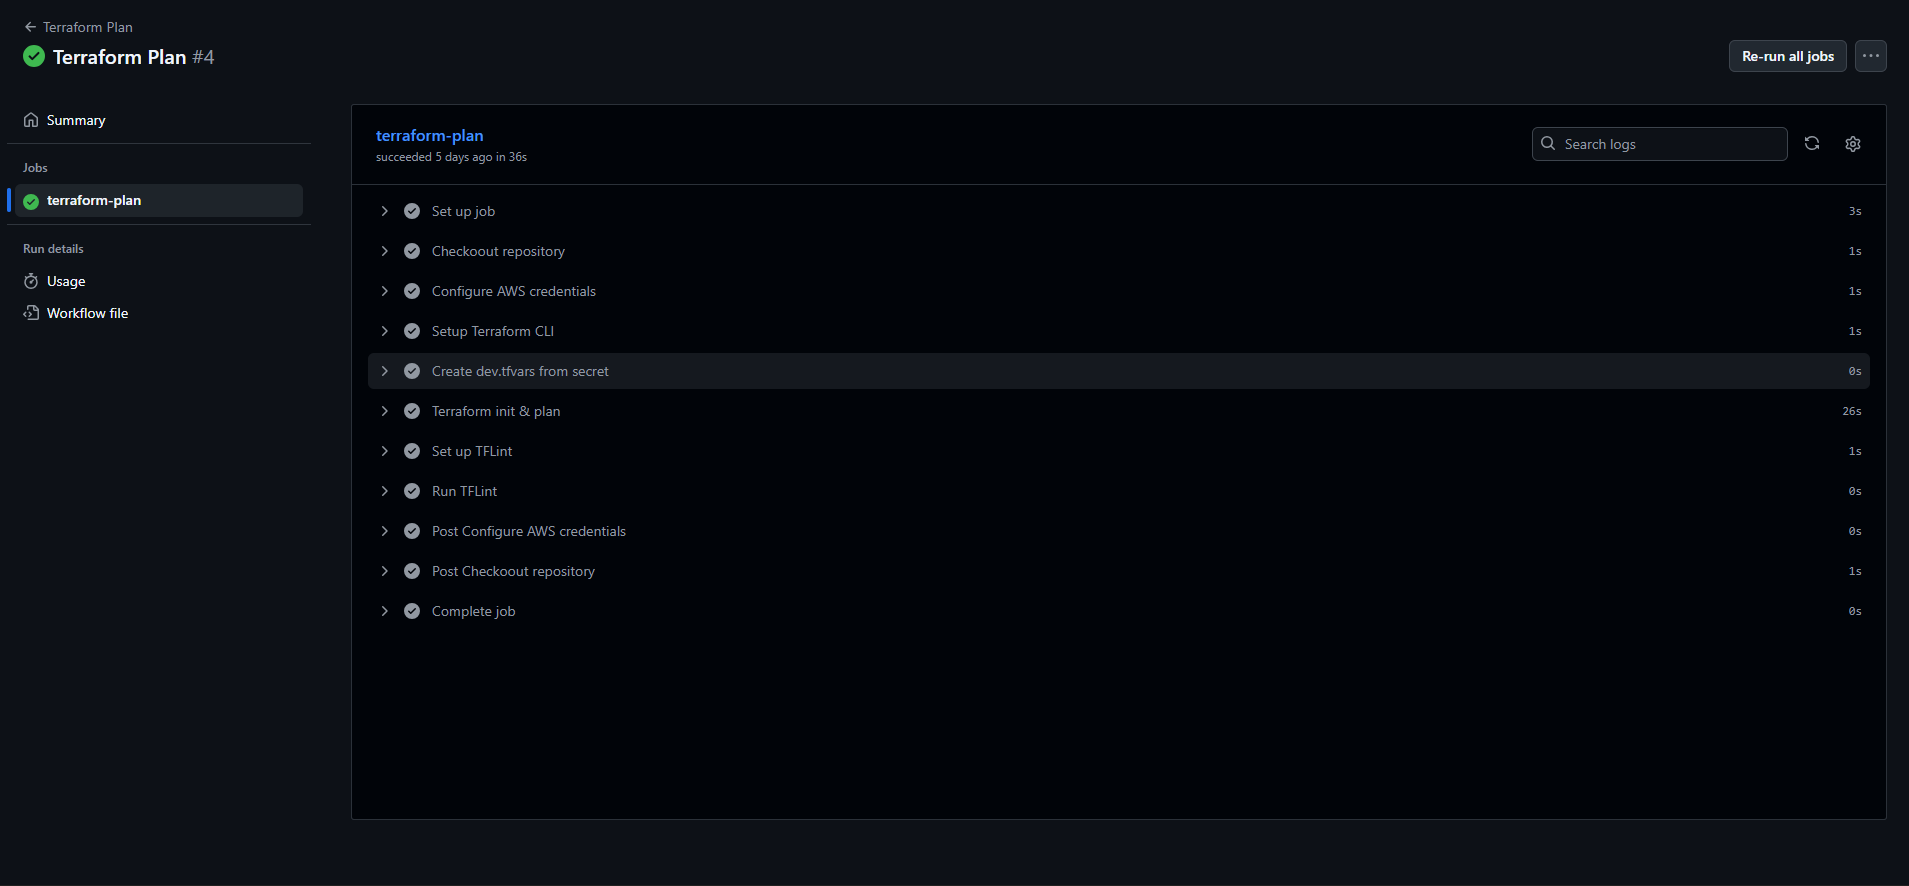 Terraform Plan
Terraform Plan #4
Re-run all jobs
Summary
Jobs
terraform-plan
Run details
Usage
Workflow file
terraform-plan
succeeded 5 days ago in 36s
Search logs
Set up job 3s
Checkoout repository 1s
Configure AWS credentials 1s
Setup Terraform CLI 1s
Create dev.tfvars from secret 0s
Terraform init & plan 26s
Set up TFLint 1s
Run TFLint 0s
Post Configure AWS credentials 0s
Post Checkoout repository 1s
Complete job 0s